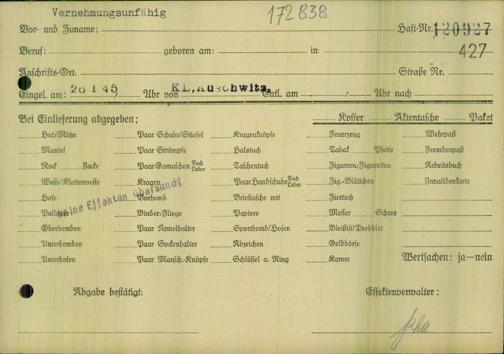 Vernehmungsunfähig 172838
Vor- und Zuname: Haft-Nr. 120927
Beruf: geboren am: in: 427
Anschrifts-Ort. Straße Nr.
Eingel. am: 26 1 45 Uhr von KL. Auschwitz, Entl. am / Uhr nach
Bei Einlieferung abgegeben: Koffer Aktentasche Paket
Hut/Mütze Paar Schuhe/Stiefel Kragenknöpfe Feuerzeug Wehrpaß
Mantel Paar Strümpfe Halstuch Tabak Pfeife Fremdenpaß
Rock Jacke Paar Gamaschen Tuch Leder Taschentuch Zigarren/Zigaretten Arbeitsbuch
Weste/Kletterweste Kragen Paar Handschuhe Tuch Leder Zig.-Blättchen Invalidenkarte
Hose Vorhemd Brieftasche mit Ziertuch
Pullover Binder/Fliege Papiere Messer Schere
keine Effekten übersandt
Oberhemden Paar Armelhalter Sporthemd/Hosen Bleistift/Drehblei
Unterhemden Paar Sockenhalter Abzeichen Geldbörse
Unterhosen Paar Mansch.-Knöpfe Schlüssel a. Ring Kamm Wertsachen: ja—nein
Abgabe bestätigt: Effektenverwalter: